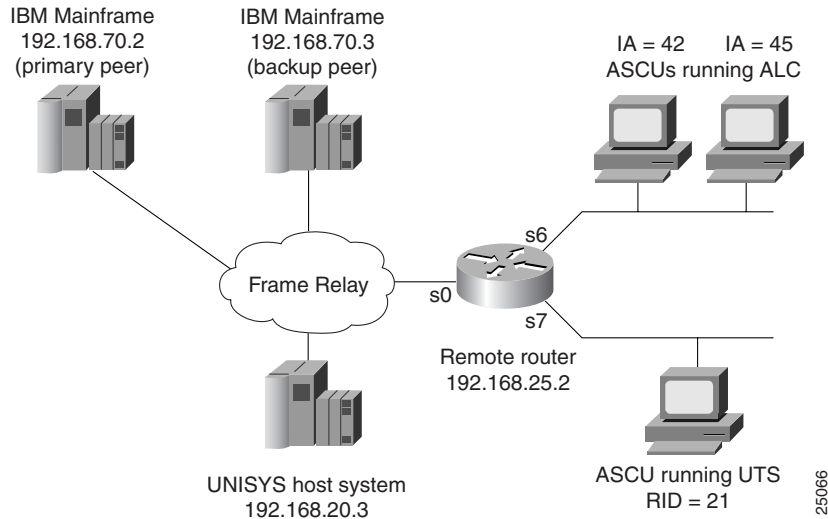 IBM Mainframe
192.168.70.2
(primary peer)
IBM Mainframe
192.168.70.3
(backup peer)
IA = 42 IA = 45
ASCUs running ALC
Frame Relay
s0
s6
s7
Remote router
192.168.25.2
UNISYS host system
192.168.20.3
ASCU running UTS
RID = 21
25066